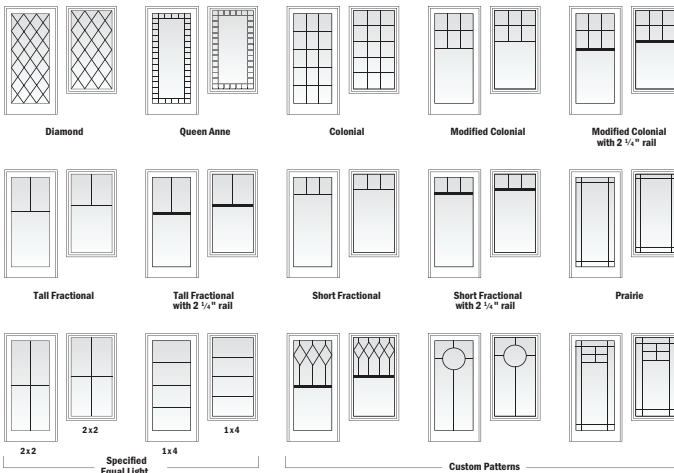 Diamond
Queen Anne
Colonial
Modified Colonial
Modified Colonial
with 2 ¼" rail
Tall Fractional
Tall Fractional
with 2 ¼" rail
Short Fractional
Short Fractional
with 2 ¼" rail
Prairie
2x2
2x2
1x4
1x4
Specified
Equal Light
Custom Patterns